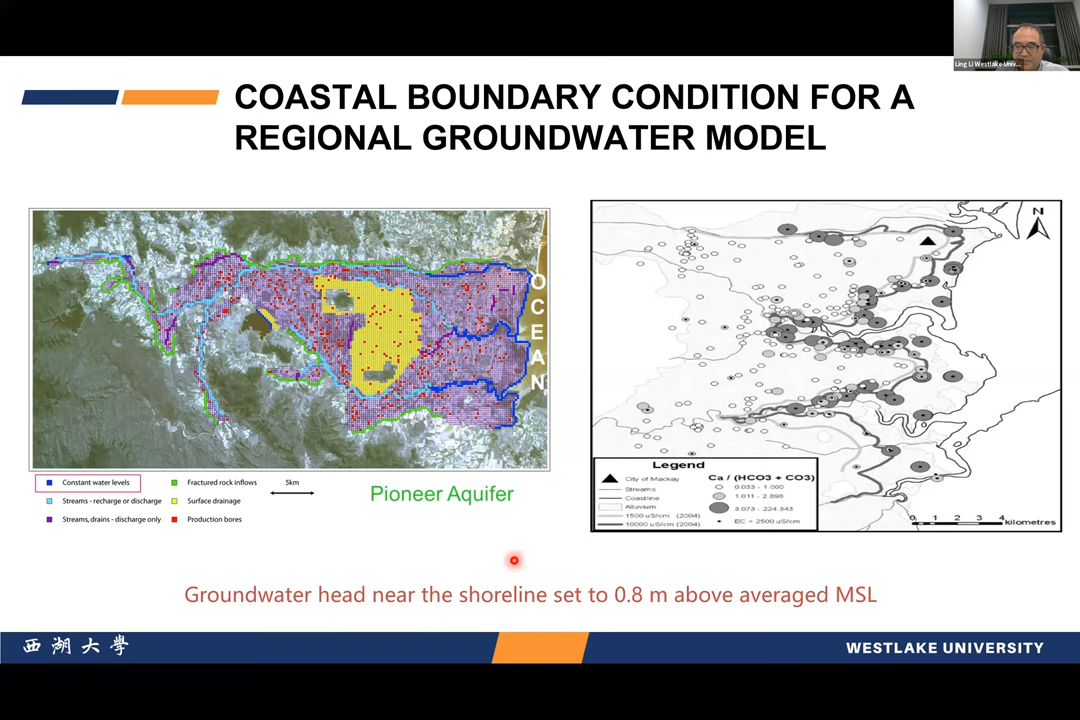 Ling Li Westlake Univ...
COASTAL BOUNDARY CONDITION FOR A
REGIONAL GROUNDWATER MODEL
OCEAN
Constant water levels
Streams - recharge or discharge
Streams, drains - discharge only
Fractured rock inflows
Surface drainage
Production bores
5km
Pioneer Aquifer
N
Legend
City of Mackay
Streams
Coastline
Alluvium
1500 uS/cm (2004)
10000 uS/cm (2004)
Ca / (HCO3 + CO3)
0.033 - 1.000
1.011 - 2.898
3.073 - 224.343
EC > 2500 uS/cm
0 1 2 3 4
kilometres
Groundwater head near the shoreline set to 0.8 m above averaged MSL
西湖大學
WESTLAKE UNIVERSITY